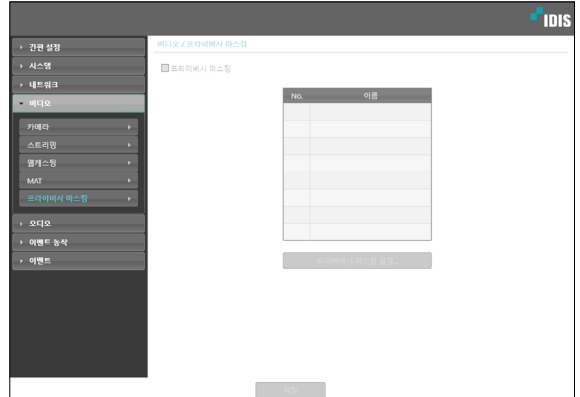 IDIS
간편 설정
시스템
네트워크
비디오
카메라
스트리밍
웹캐스팅
MAT
프라이버시 마스킹
오디오
이벤트 동작
이벤트
비디오 / 프라이버시 마스킹
프라이버시 마스킹
No. 이름
프라이버시 마스킹 설정...
저장